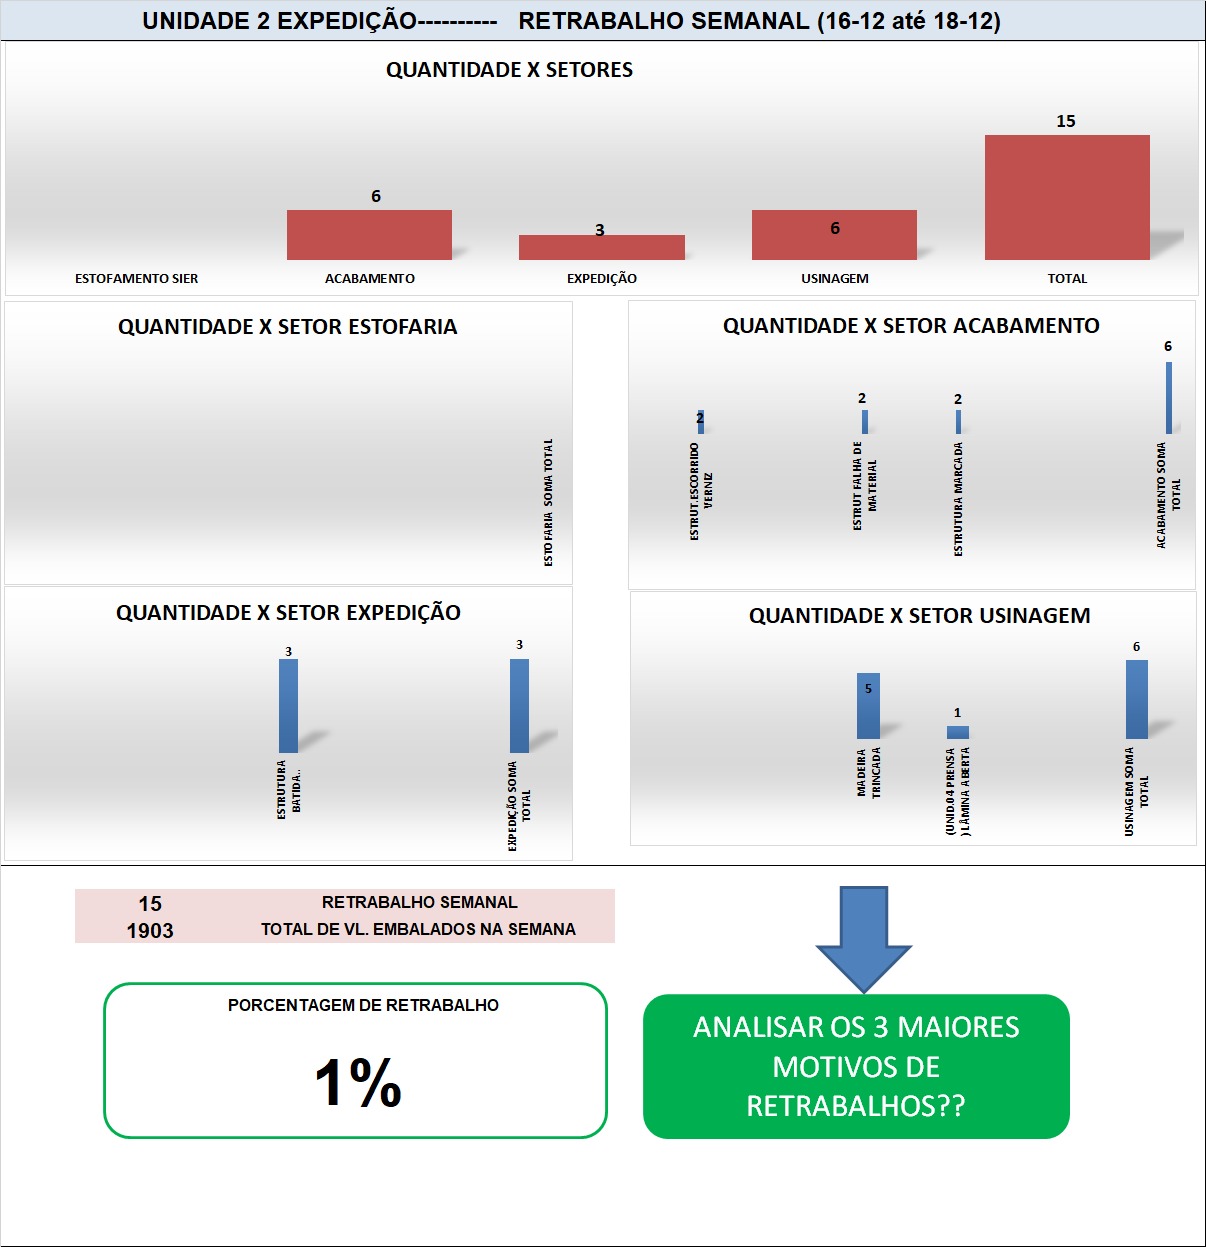 UNIDADE 2 EXPEDIÇÃO---------- RETRABALHO SEMANAL (16-12 até 18-12)
QUANTIDADE X SETORES
6
3
6
15
ESTOFAMENTO SIER
ACABAMENTO
EXPEDIÇÃO
USINAGEM
TOTAL
QUANTIDADE X SETOR ESTOFARIA
ESTOFARIA SOMA TOTAL
QUANTIDADE X SETOR ACABAMENTO
2
2
2
6
ESTRUT.ESCORRIDO
VERNIZ
ESTRUT FALHA DE
MATERIAL
ESTRUTURA MARCADA
ACABAMENTO SOMA
TOTAL
QUANTIDADE X SETOR EXPEDIÇÃO
3
3
ESTRUTURA
BATIDA..
EXPEDIÇÃO SOMA
TOTAL
QUANTIDADE X SETOR USINAGEM
5
1
6
MADEIRA
TRINCADA
(UNID.04 PRENSA
) LÂMINA ABERTA
USINAGEM SOMA
TOTAL
15 RETRABALHO SEMANAL
1903 TOTAL DE VL. EMBALADOS NA SEMANA
PORCENTAGEM DE RETRABALHO
1%
ANALISAR OS 3 MAIORES
MOTIVOS DE
RETRABALHOS??